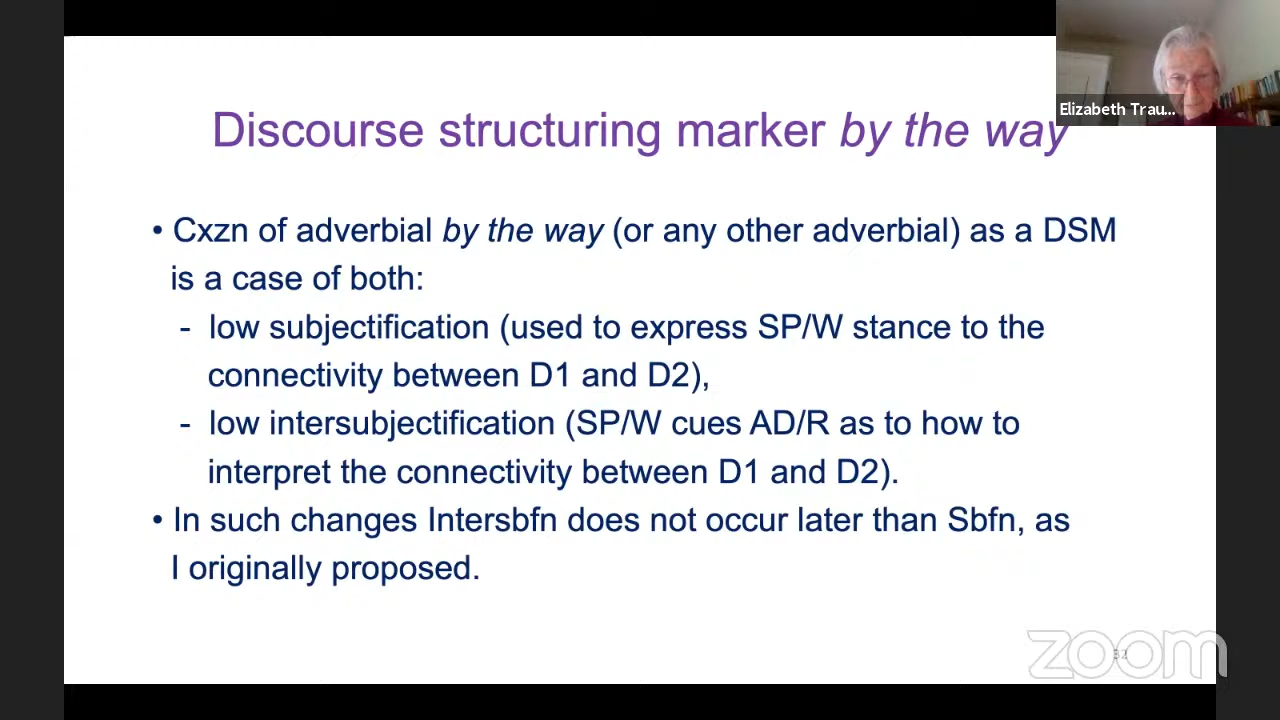 Elizabeth Trau...
Discourse structuring marker by the way
• Cxzn of adverbial by the way (or any other adverbial) as a DSM
is a case of both:
- low subjectification (used to express SP/W stance to the
connectivity between D1 and D2),
- low intersubjectification (SP/W cues AD/R as to how to
interpret the connectivity between D1 and D2).
• In such changes Intersbfn does not occur later than Sbfn, as
I originally proposed.
32
zoom